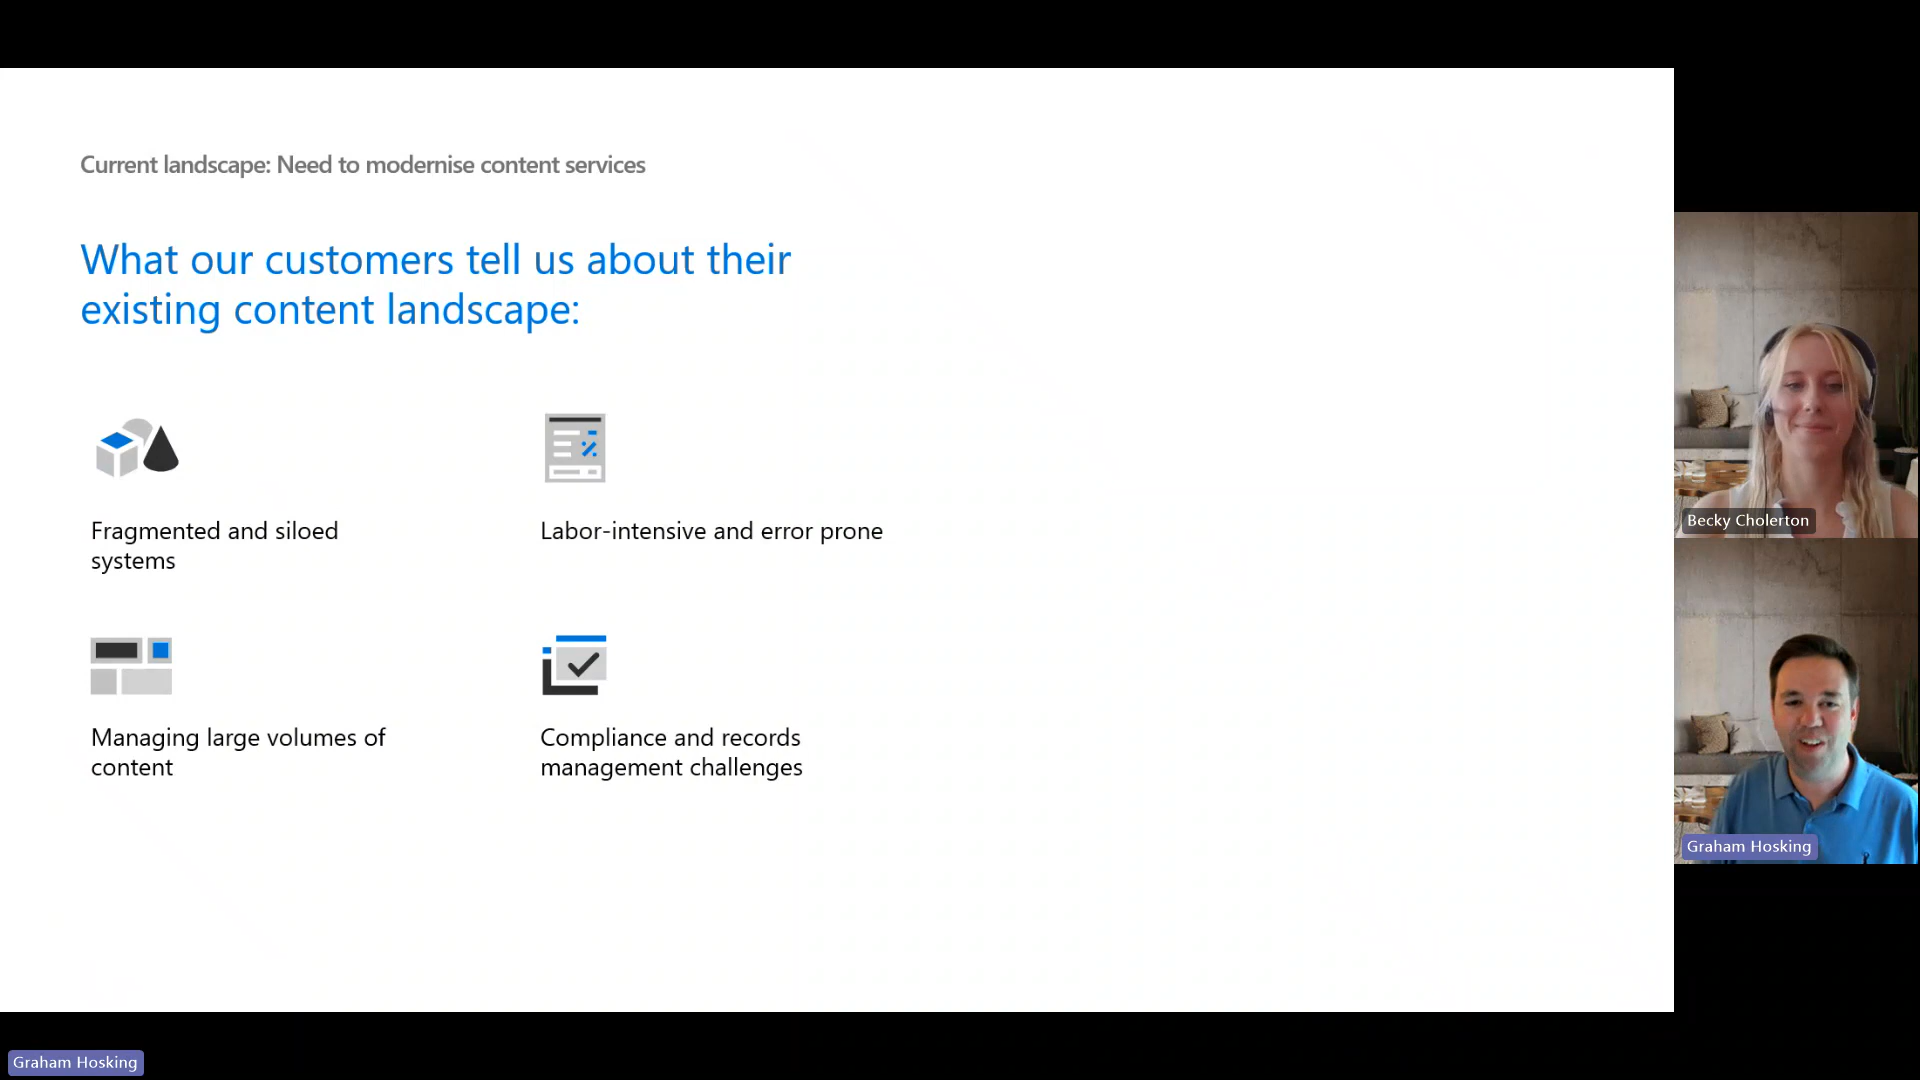 Current landscape: Need to modernise content services
What our customers tell us about their
existing content landscape:
Fragmented and siloed
systems
Labor-intensive and error prone
Managing large volumes of
content
Compliance and records
management challenges
Becky Cholerton
Graham Hosking
Graham Hosking